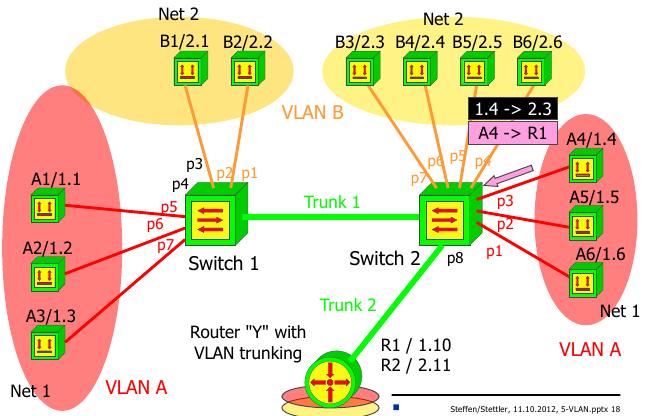 Net 2
Net 2
B1/2.1
B2/2.2
B3/2.3
B4/2.4
B5/2.5
B6/2.6
VLAN B
1.4 -> 2.3
A4 -> R1
A4/1.4
A1/1.1
p3
p4
p2
p1
p7
p6
p5
p4
p5
p6
p7
Trunk 1
p3
p2
p1
A5/1.5
A2/1.2
Switch 1
Switch 2
p8
A6/1.6
A3/1.3
Trunk 2
Net 1
Router "Y" with
VLAN trunking
R1 / 1.10
R2 / 2.11
VLAN A
Net 1
VLAN A
Steffen/Stettler, 11.10.2012, 5-VLAN.pptx 18